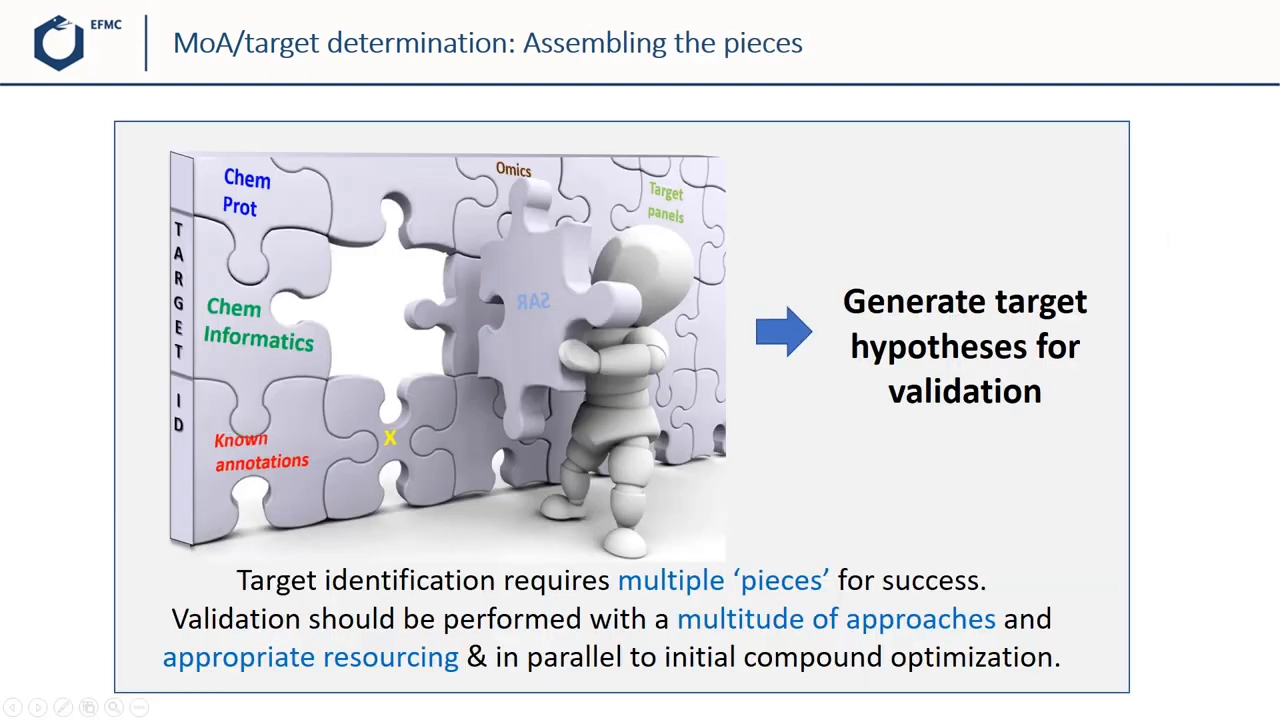 EFMC
MoA/target determination: Assembling the pieces
TARGET ID
Chem
Prot
Omics
Target
panels
SAR
Chem
Informatics
Known
annotations
X
Generate target
hypotheses for
validation
Target identification requires multiple ‘pieces’ for success.
Validation should be performed with a multitude of approaches and
appropriate resourcing & in parallel to initial compound optimization.